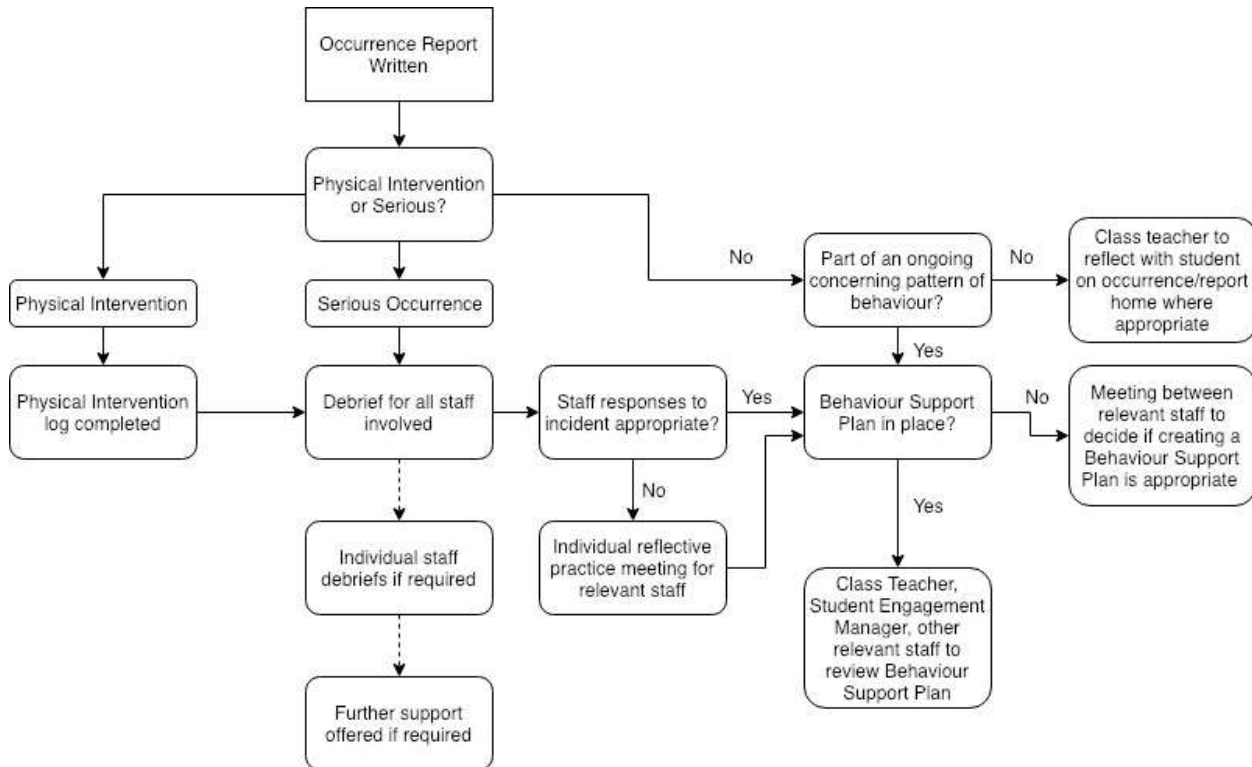 Occurrence Report
Written
Physical Intervention
or Serious?
No
Part of an ongoing
concerning pattern of
behaviour?
No
Class teacher to
reflect with student
on occurrence/report
home where
appropriate
Physical Intervention
Serious Occurrence
Yes
Physical Intervention
log completed
Debrief for all staff
involved
Staff responses to
incident appropriate?
Yes
Behaviour Support
Plan in place?
No
Meeting between
relevant staff to
decide if creating a
Behaviour Support
Plan is appropriate
No
Yes
Individual staff
debriefs if required
Individual reflective
practice meeting for
relevant staff
Class Teacher,
Student Engagement
Manager, other
relevant staff to
review Behaviour
Support Plan
Further support
offered if required